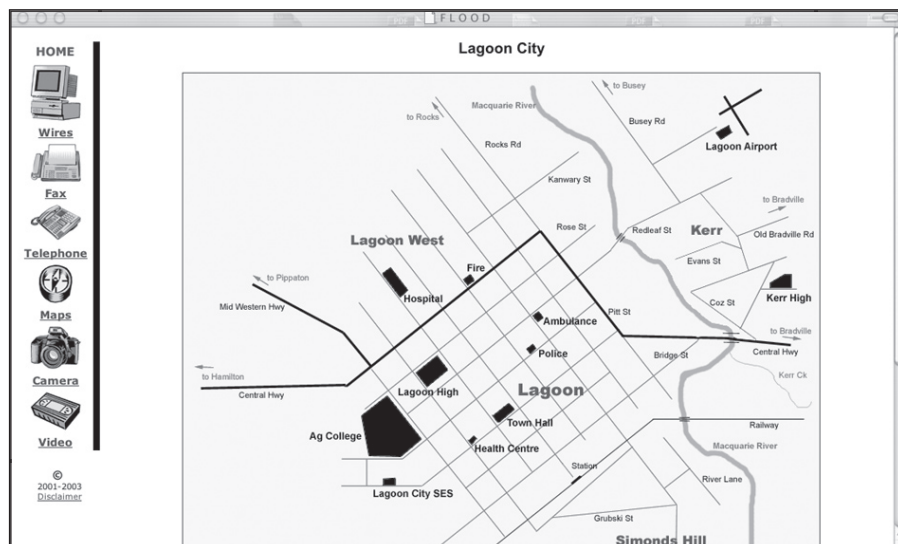 FLOOD
HOME
Wires
Fax
Telephone
Maps
Camera
Video
©
2001-2003
Disclaimer
Lagoon City
to Busey
Macquarie River
to Rocks
Busey Rd
Rocks Rd
Lagoon Airport
Kanwary St
to Bradville
Rose St
Redleaf St
Kerr
Old Bradville Rd
Lagoon West
Evans St
Fire
to Pippaton
Hospital
Kerr High
Mid Western Hwy
Coz St
Pitt St
Ambulance
to Bradville
Police
Bridge St
Central Hwy
to Hamilton
Kerr Ck
Lagoon High
Lagoon
Central Hwy
Town Hall
Railway
Ag College
Health Centre
Macquarie River
Station
River Lane
Lagoon City SES
Grubski St
Simonds Hill